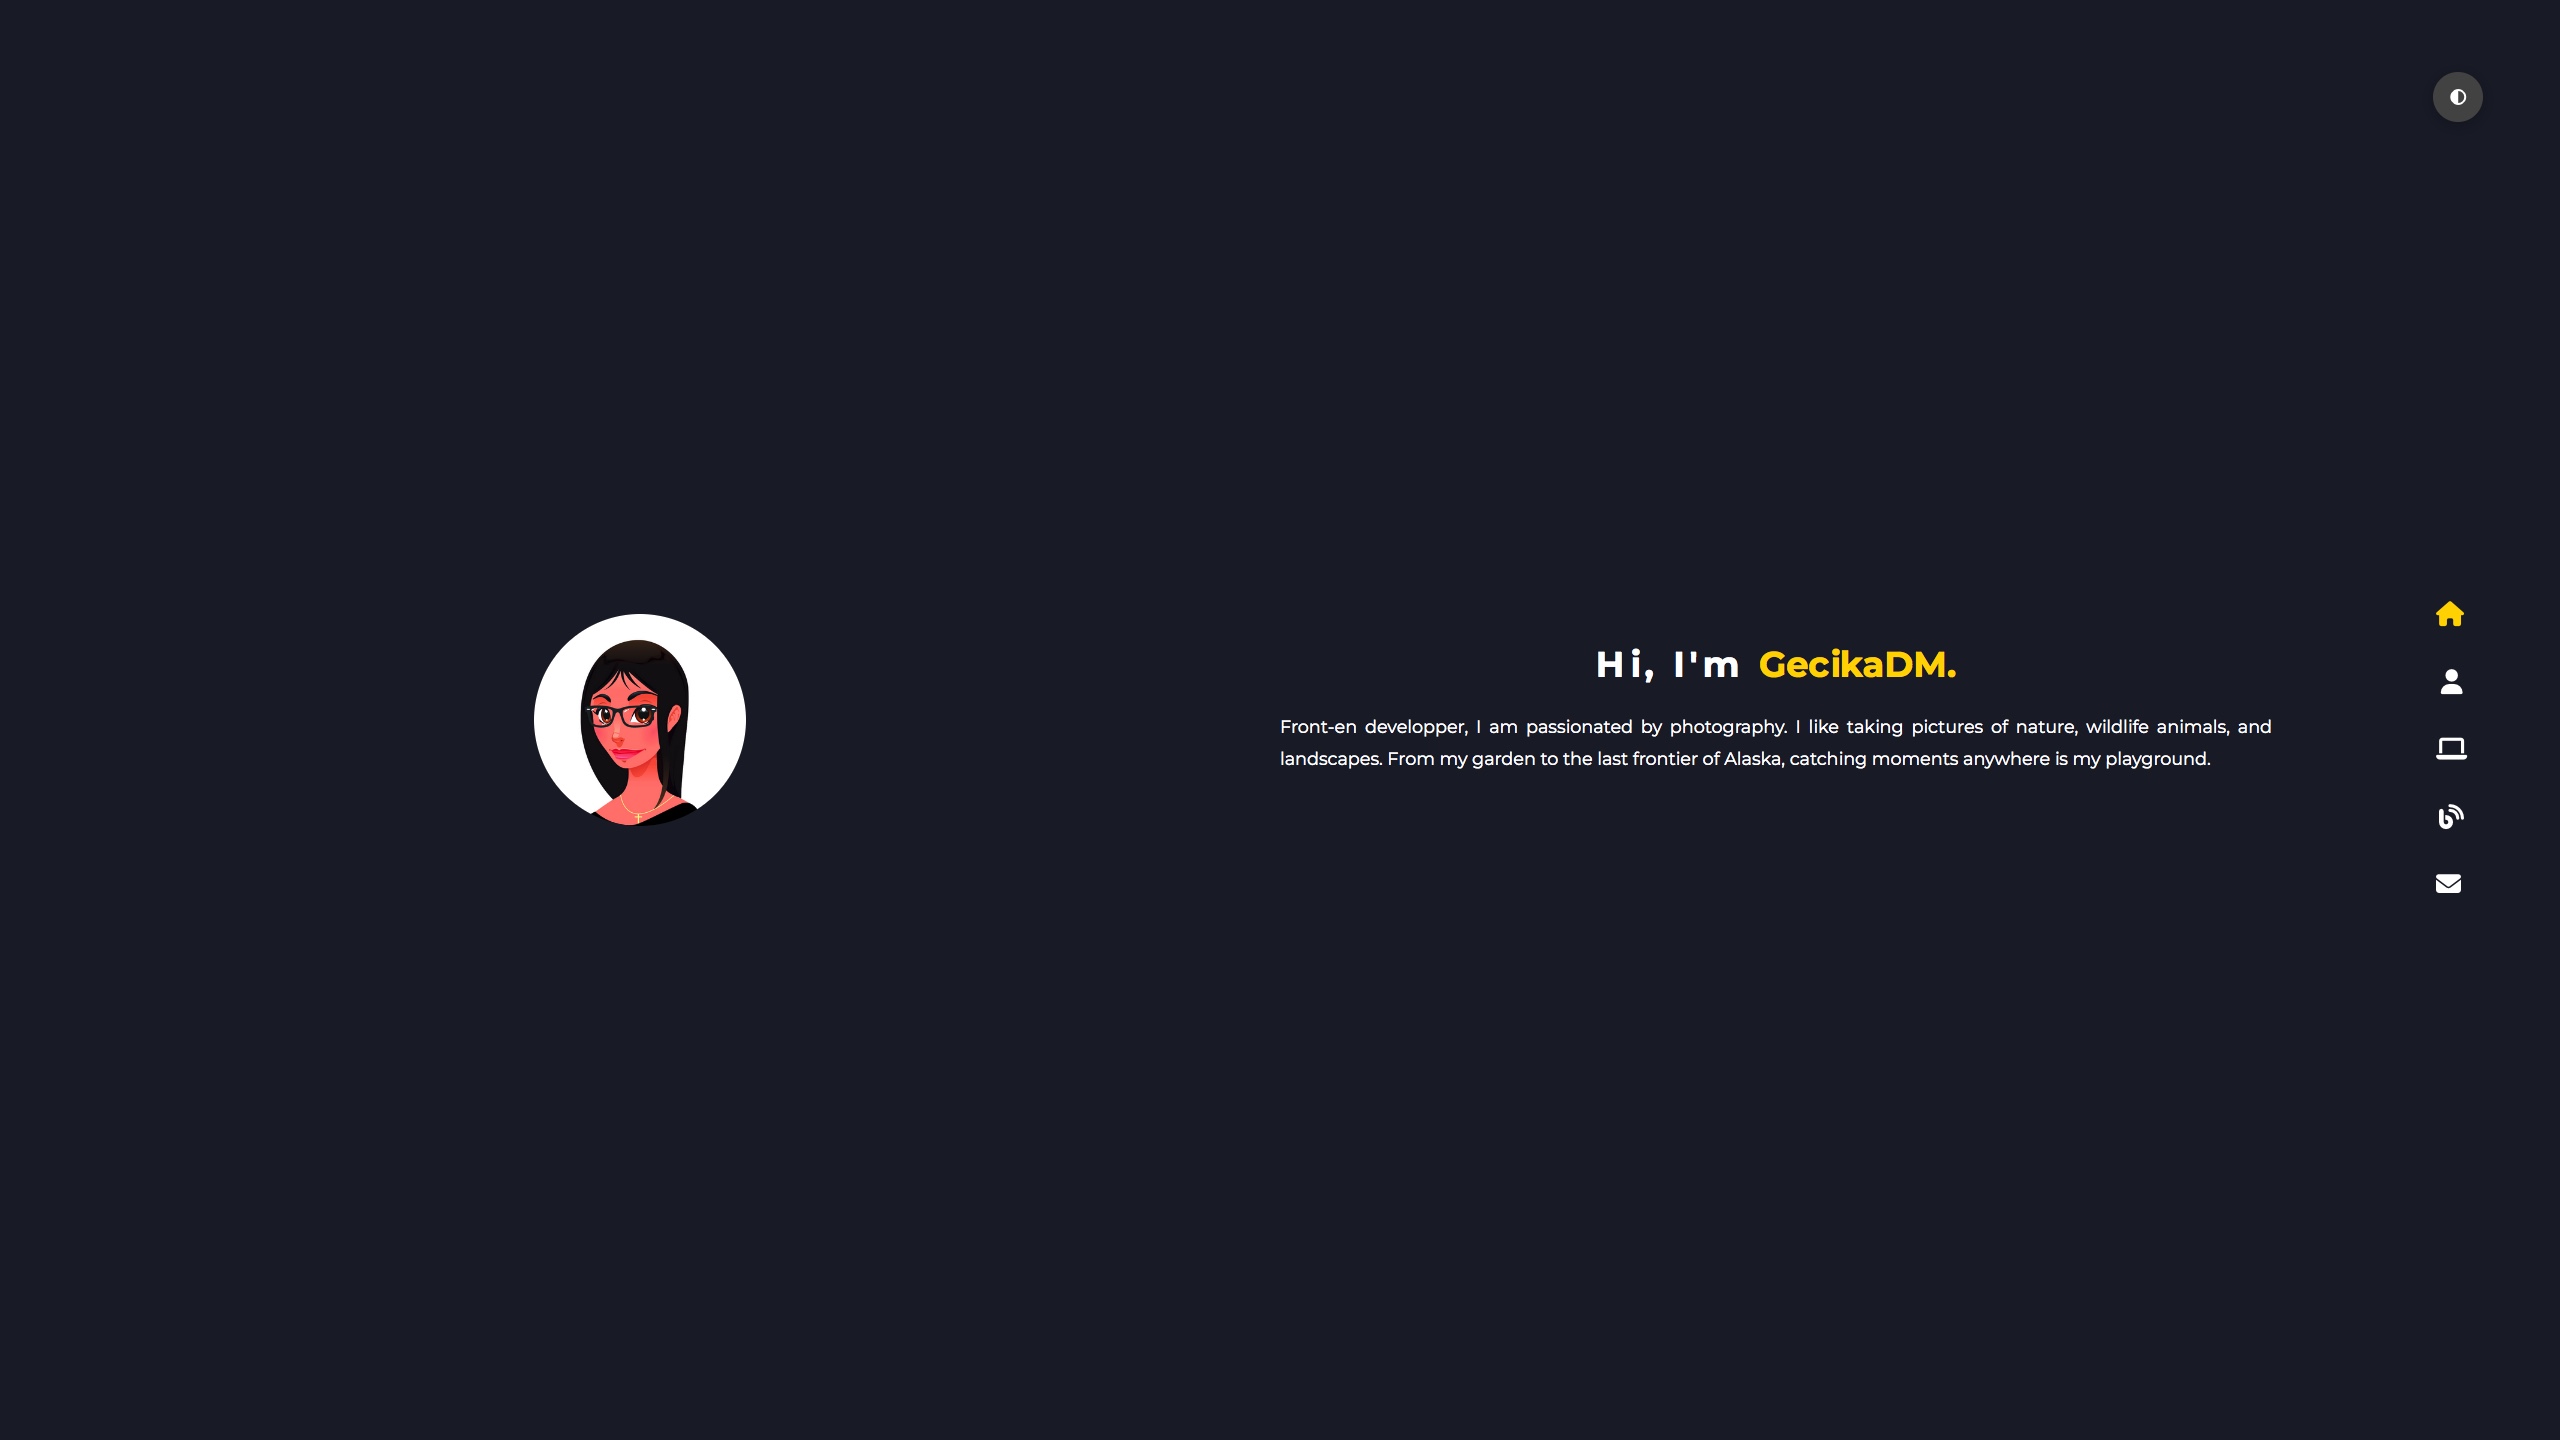 Hi, I'm GecikaDM.
Front-en developper, I am passionated by photography. I like taking pictures of nature, wildlife animals, and
landscapes. From my garden to the last frontier of Alaska, catching moments anywhere is my playground.